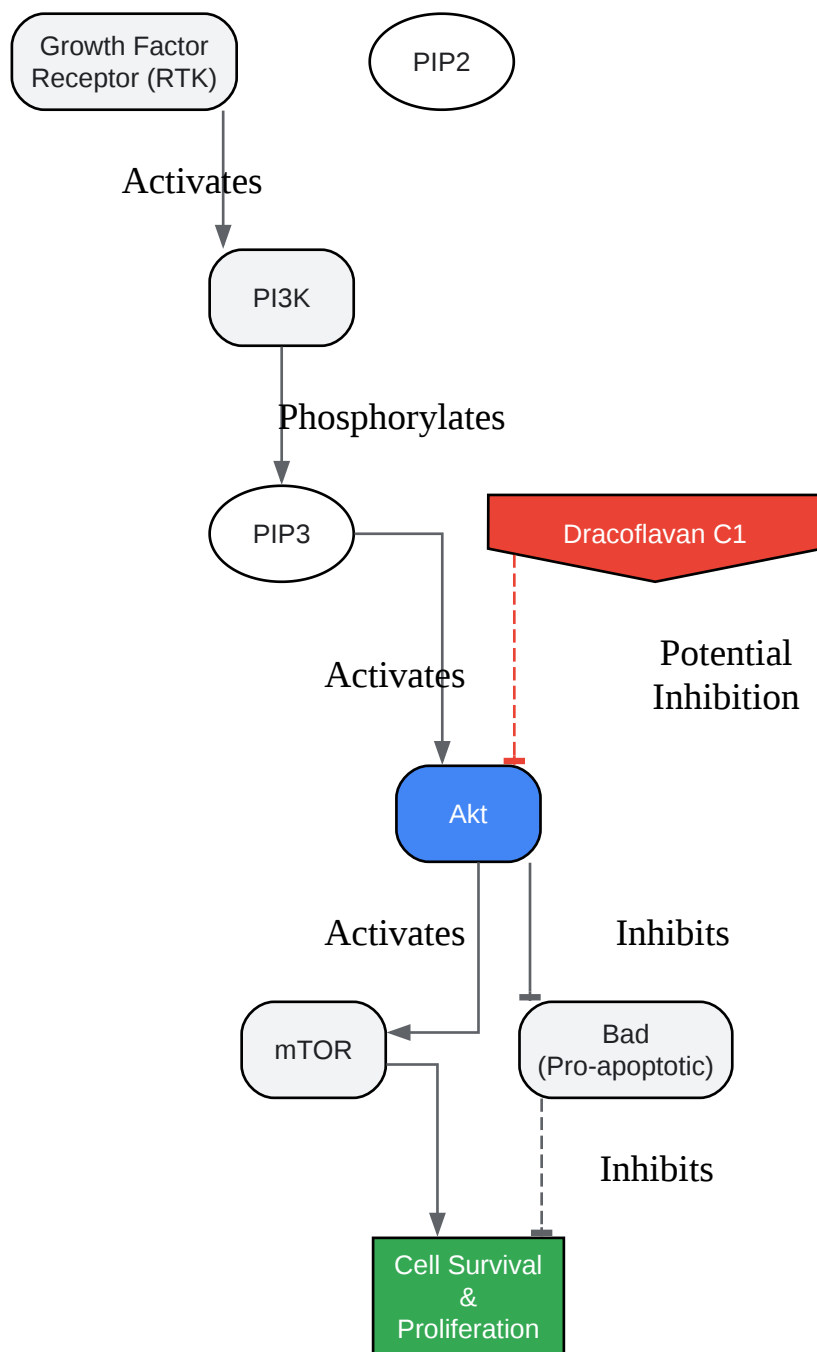 Growth Factor
Receptor (RTK)
PIP2
Activates
PI3K
Phosphorylates
PIP3
Dracoflavan C1
Activates
Potential
Inhibition
Akt
Activates
Inhibits
mTOR
Bad
(Pro-apoptotic)
Inhibits
Cell Survival
&
Proliferation